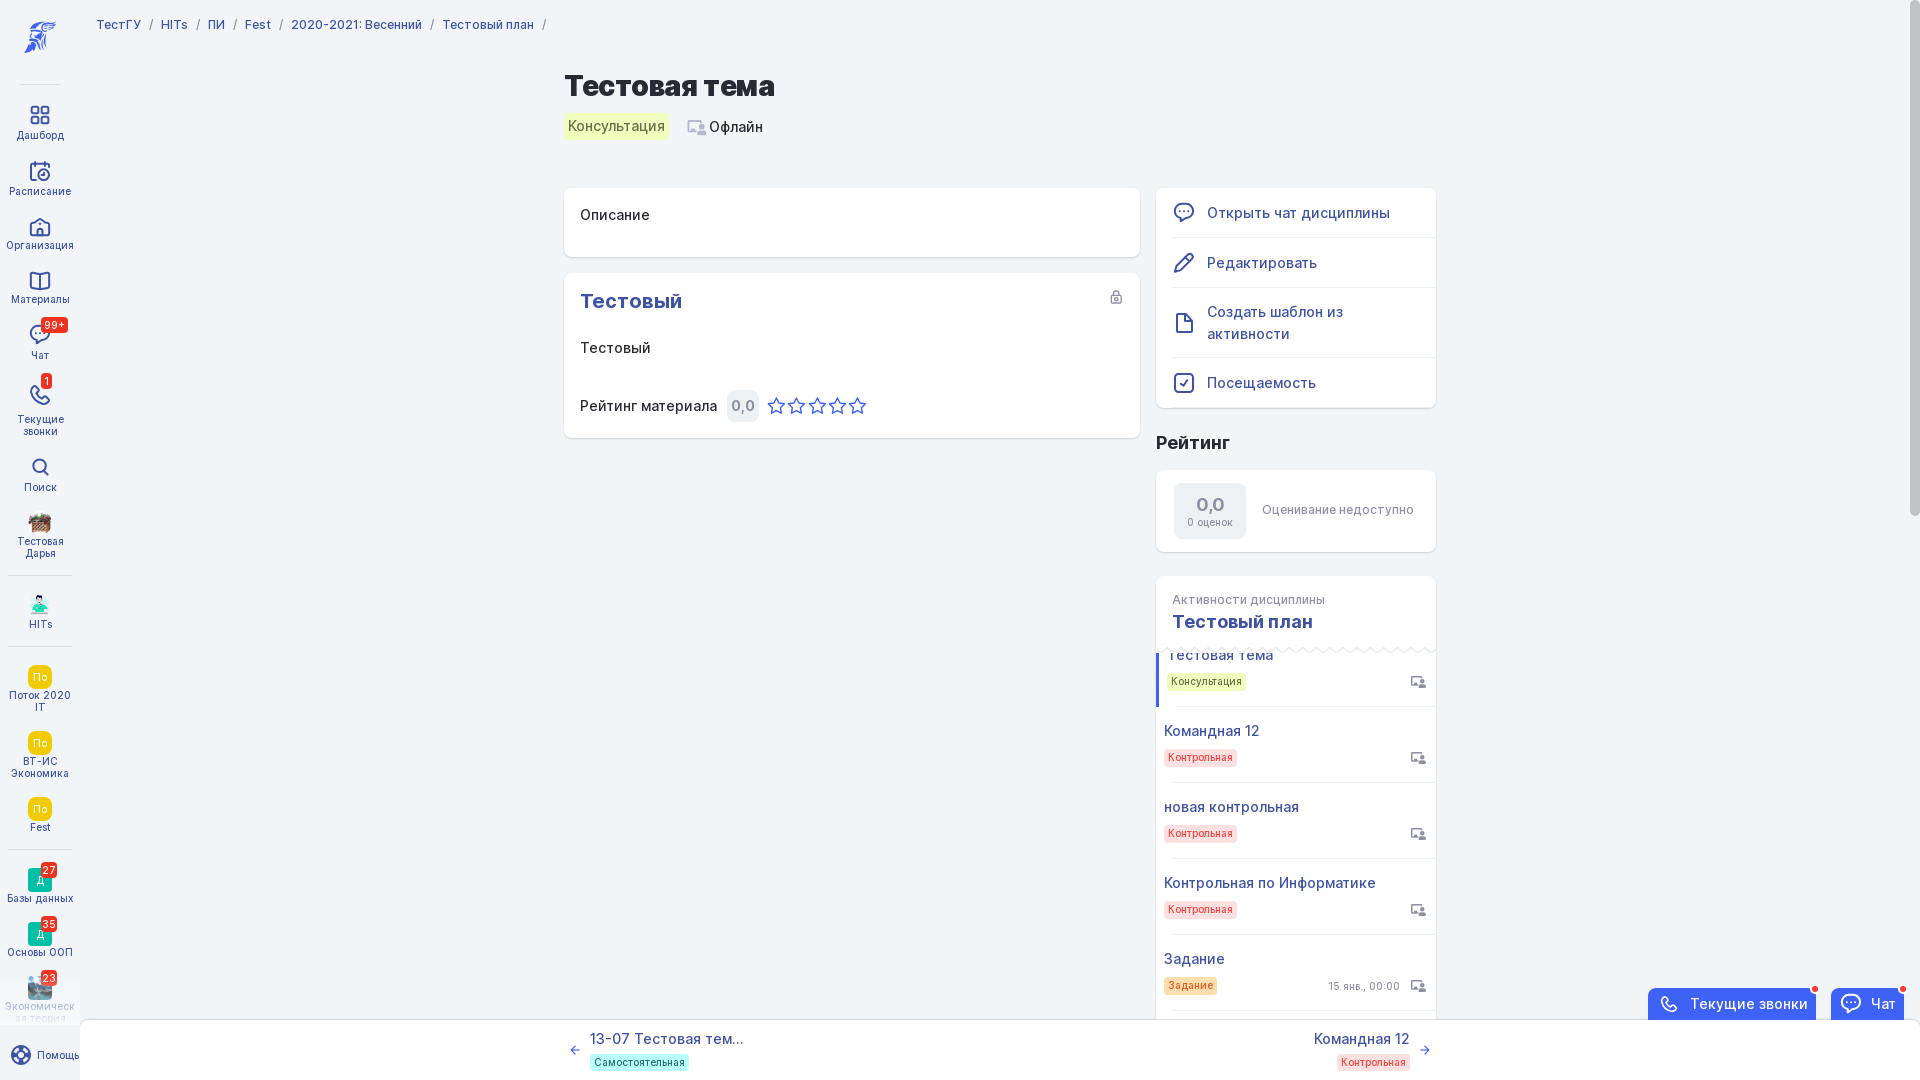 ТестГУ / HITs / ПИ / Fest / 2020-2021: Весенний / Тестовый план /
Дашборд
Расписание
Организация
Материалы
99+
Чат
1
Текущие
звонки
Поиск
Тестовая
Дарья
HITs
По
Поток 2020
IT
По
ВТ-ИС
Экономика
По
Fest
27
Д
Базы данных
35
Д
Основы ООП
23
Экономическ
ая теория
Помощь
Тестовая тема
Консультация
Офлайн
Описание
Тестовый
Тестовый
Рейтинг материала 0,0
Открыть чат дисциплины
Редактировать
Создать шаблон из
активности
Посещаемость
Рейтинг
0,0
0 оценок
Оценивание недоступно
Активности дисциплины
Тестовый план
Тестовая тема
Консультация
Командная 12
Контрольная
новая контрольная
Контрольная
Контрольная по Информатике
Контрольная
Задание
Задание 15 янв., 00:00
Текущие звонки
Чат
13-07 Тестовая тем...
Самостоятельная
Командная 12
Контрольная